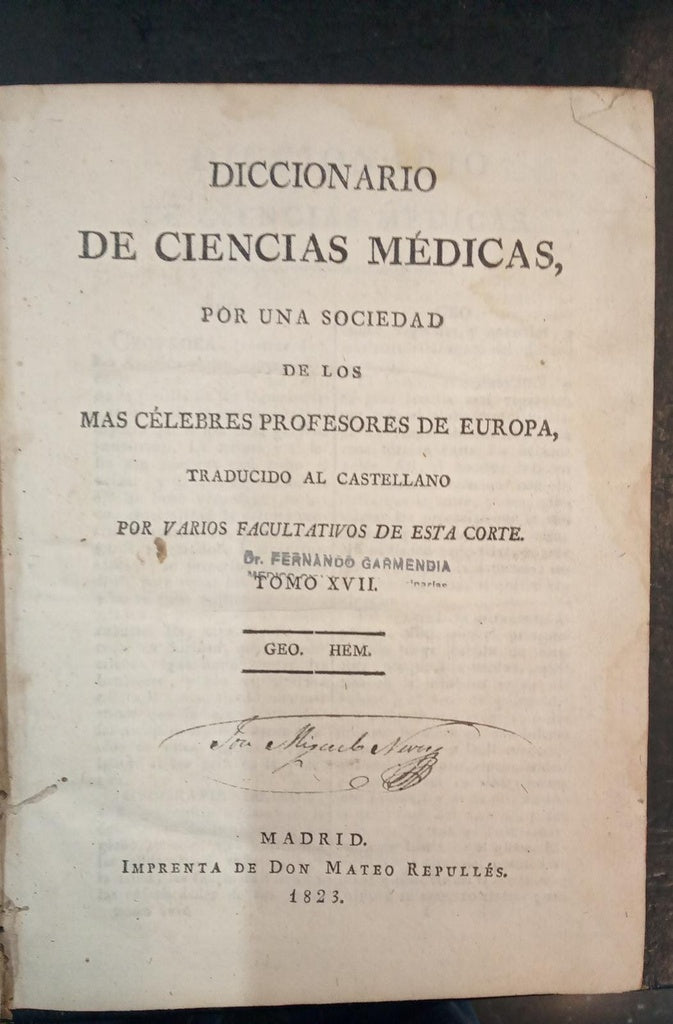 DICCIONARIO
DE CIENCIAS MÉDICAS,
POR UNA SOCIEDAD
DE LOS
MAS CÉLEBRES PROFESORES DE EUROPA,
TRADUCIDO AL CASTELLANO
POR VARIOS FACULTATIVOS DE ESTA CORTE.
Dr. FERNANDO GARMENDIA
TOMO XVII.
GEO. HEM.
Miguel
MADRID.
IMPRENTA DE DON MATEO REPULLÉS.
1823.